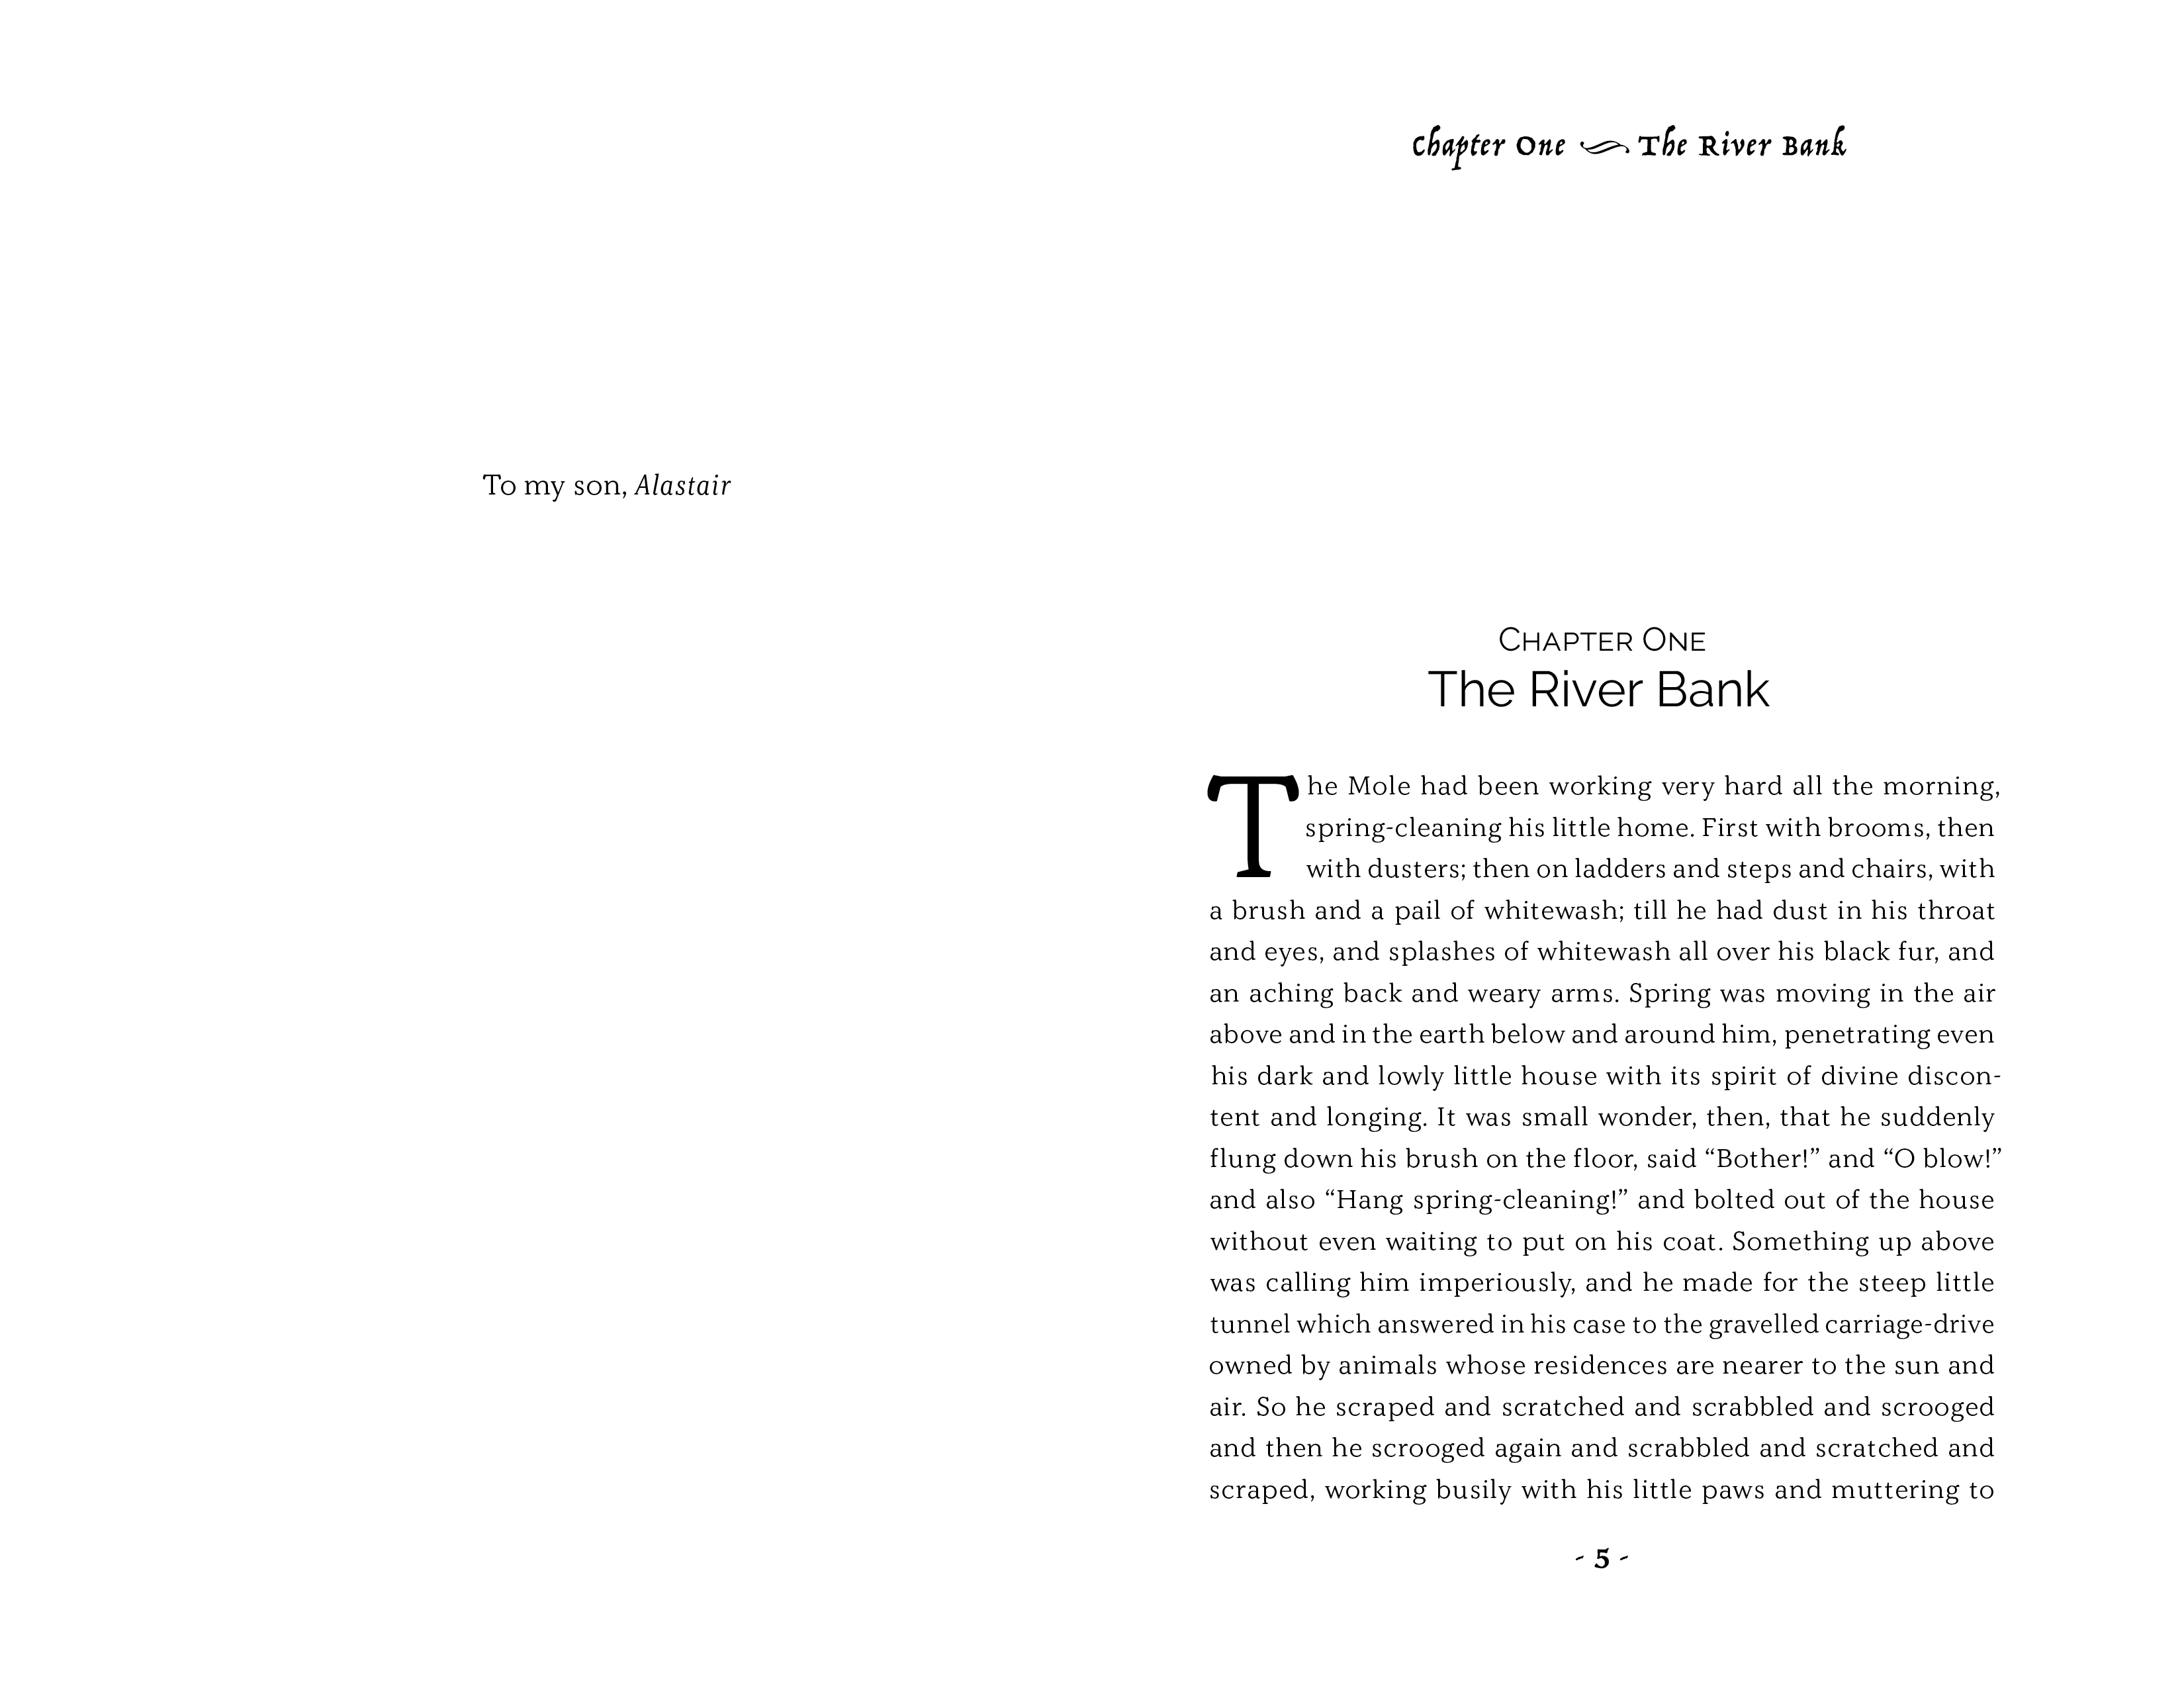 To my son, Alastair
Chapter One ~ The River Bank
Chapter One
The River Bank
The Mole had been working very hard all the morning,
spring-cleaning his little home. First with brooms, then
with dusters; then on ladders and steps and chairs, with
a brush and a pail of whitewash; till he had dust in his throat
and eyes, and splashes of whitewash all over his black fur, and
an aching back and weary arms. Spring was moving in the air
above and in the earth below and around him, penetrating even
his dark and lowly little house with its spirit of divine discon-
tent and longing. It was small wonder, then, that he suddenly
flung down his brush on the floor, said “Bother!” and “O blow!”
and also “Hang spring-cleaning!” and bolted out of the house
without even waiting to put on his coat. Something up above
was calling him imperiously, and he made for the steep little
tunnel which answered in his case to the gravelled carriage-drive
owned by animals whose residences are nearer to the sun and
air. So he scraped and scratched and scrabbled and scrooged
and then he scrooged again and scrabbled and scratched and
scraped, working busily with his little paws and muttering to
- 5 -